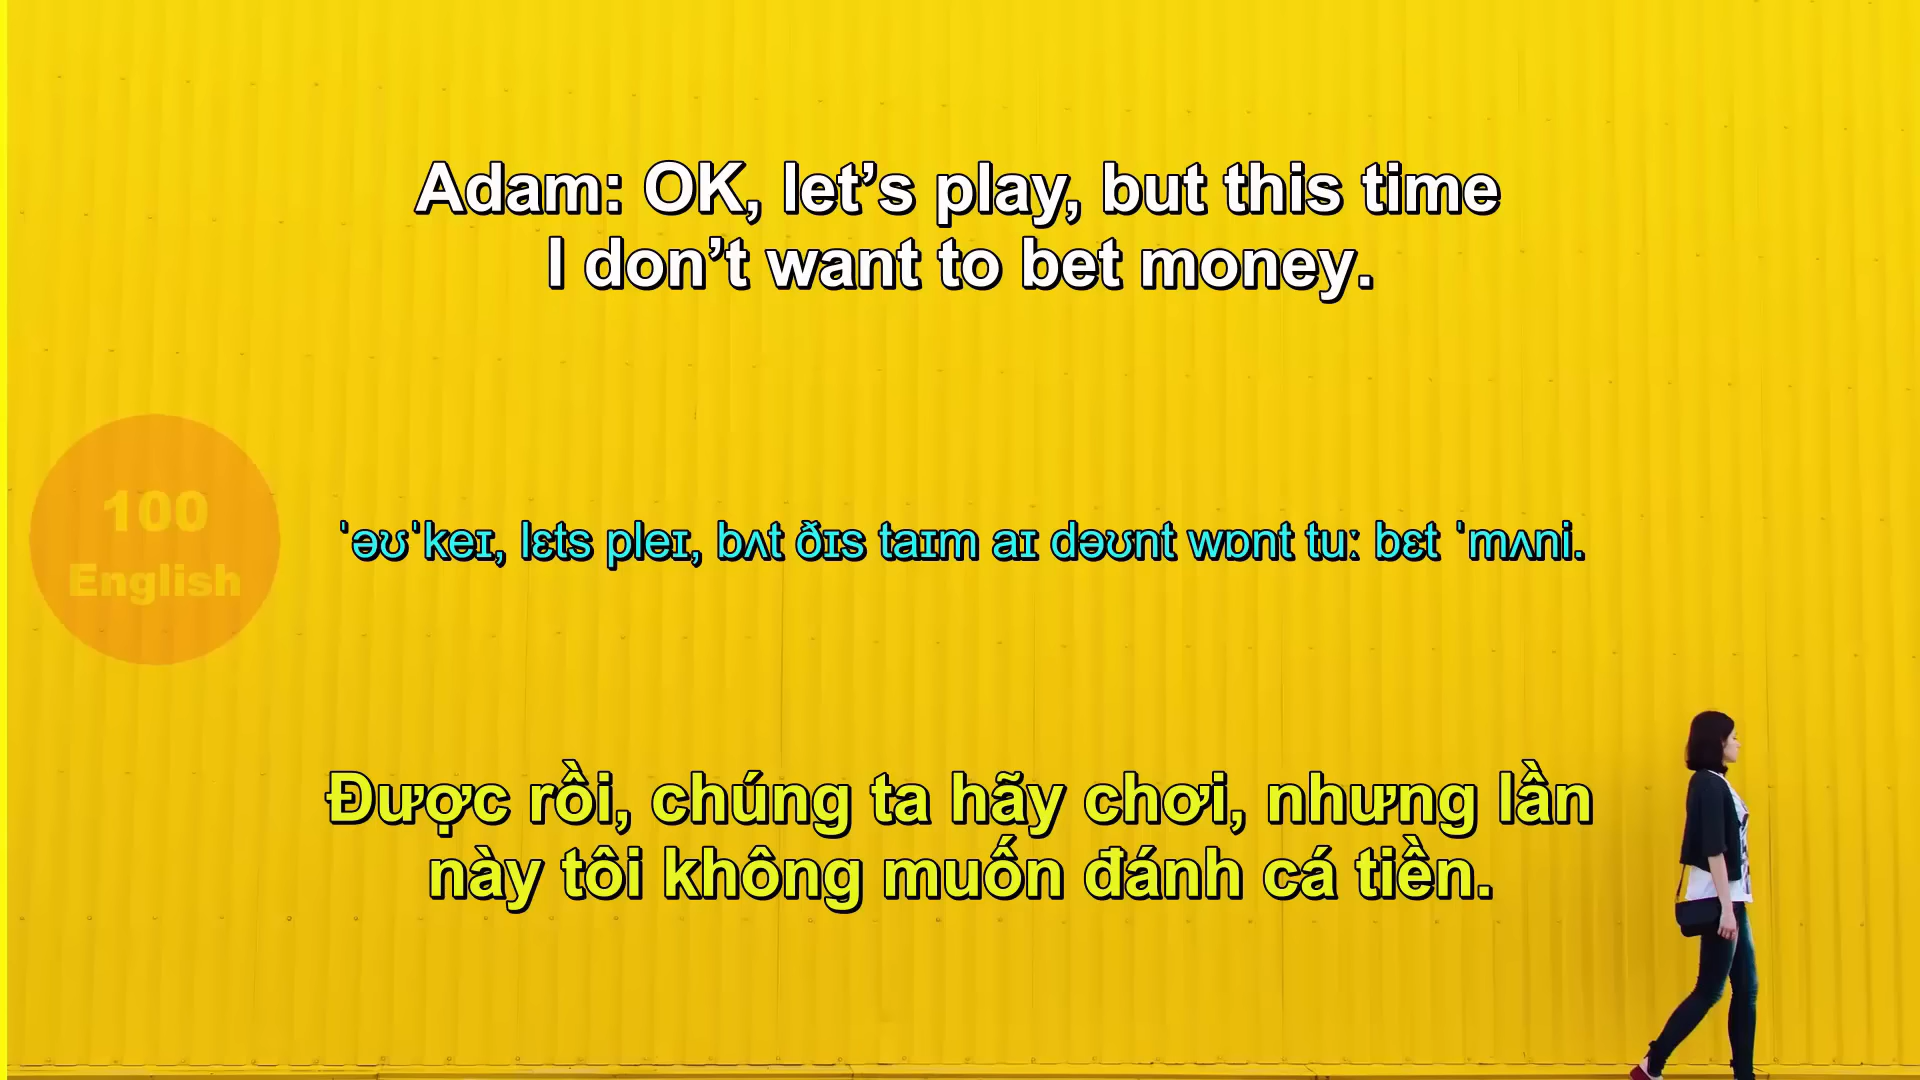 Adam: OK, let’s play, but this time
I don’t want to bet money.
100
English
ˈəʊˈkeɪ, lɛts pleɪ, bʌt ðɪs taɪm aɪ dəʊnt wɒnt tuː bɛt ˈmʌni.
Được rồi, chúng ta hãy chơi, nhưng lần
này tôi không muốn đánh cá tiền.